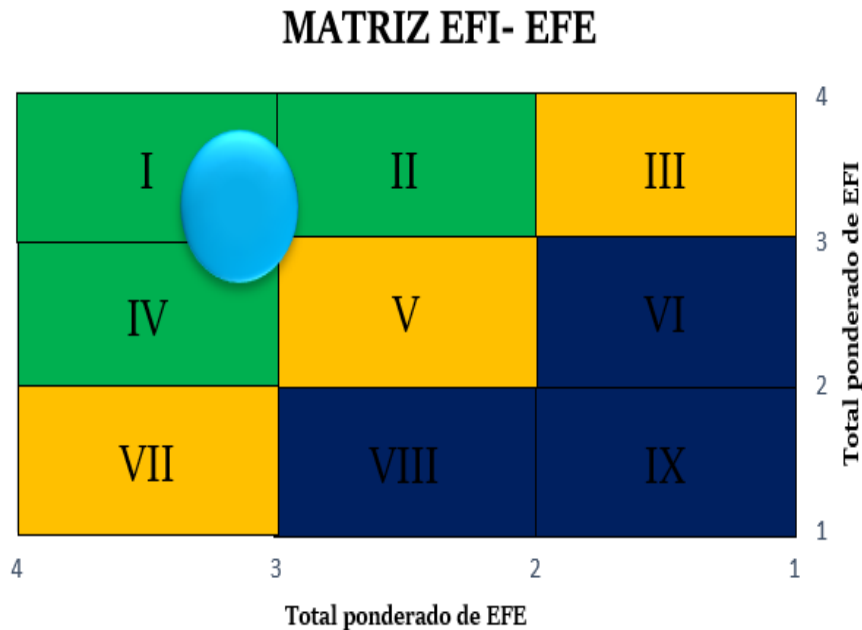 MATRIZ EFI- EFE
4
I
II
III
3
IV
V
VI
2
VII
VIII
IX
1
4
3
2
1
Total ponderado de EFE
Total ponderado de EFI